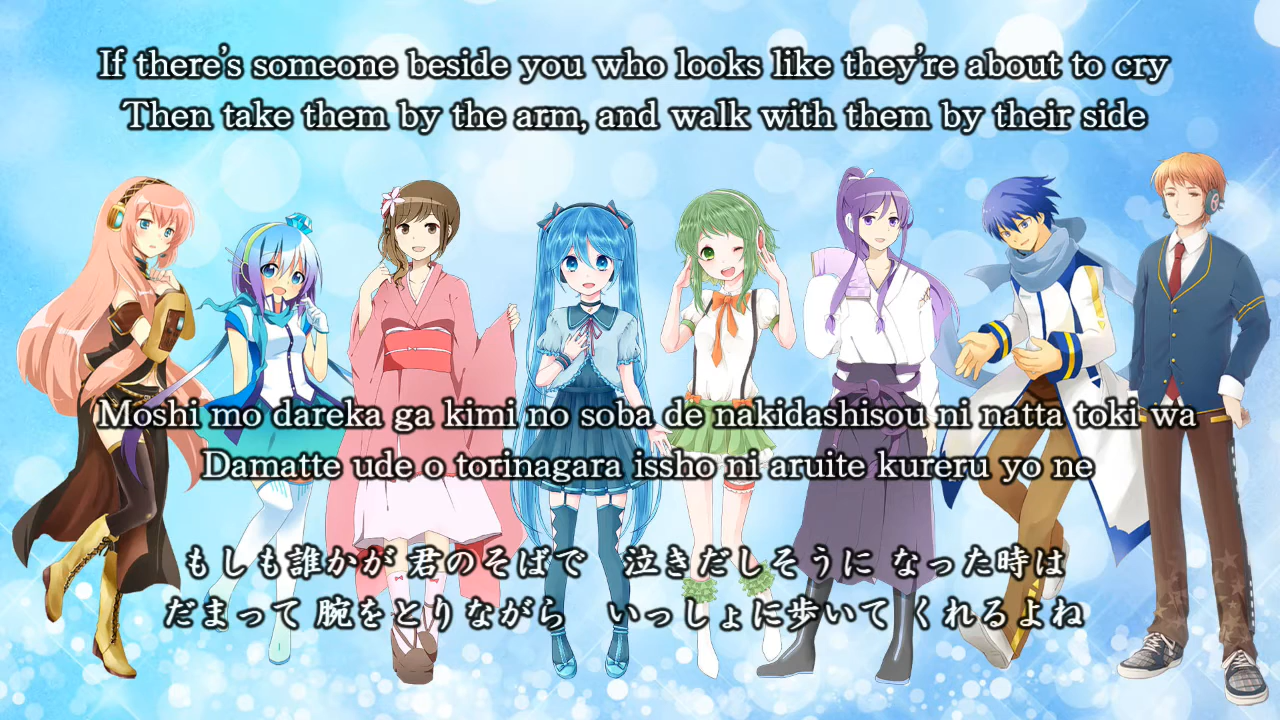 If there's someone beside you who looks like they're about to cry
Then take them by the arm, and walk with them by their side
Moshi mo dareka ga kimi no soba de nakidashisou ni natta toki wa
Damatte ude o torinagara issho ni aruite kureru yo ne
もしも誰かが 君のそばで　泣きだしそうに なった時は
だまって 腕をとりながら　いっしょに歩いて くれるよね